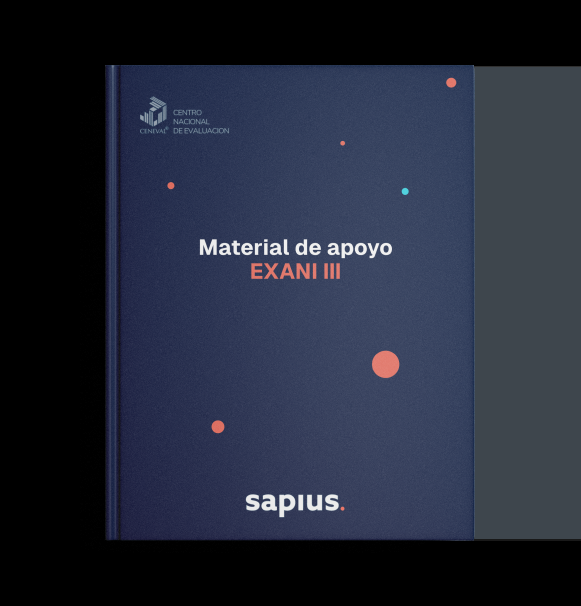 CENTRO
NACIONAL
CENEVAL® DE EVALUACION
Material de apoyo
EXANI III
sapius.